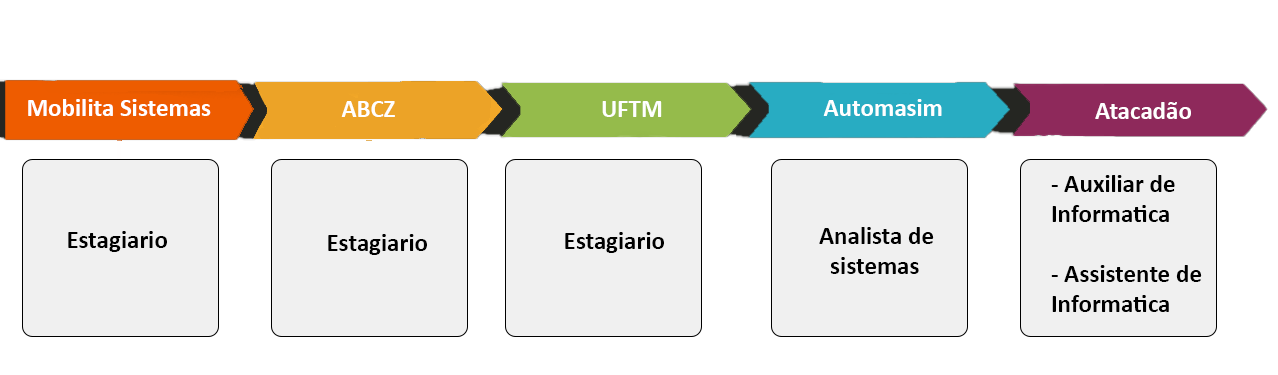 Mobilita Sistemas
ABCZ
UFTM
Automasim
Atacadão
Estagiario
Estagiario
Estagiario
Analista de
sistemas
- Auxiliar de
Informatica
- Assistente de
Informatica